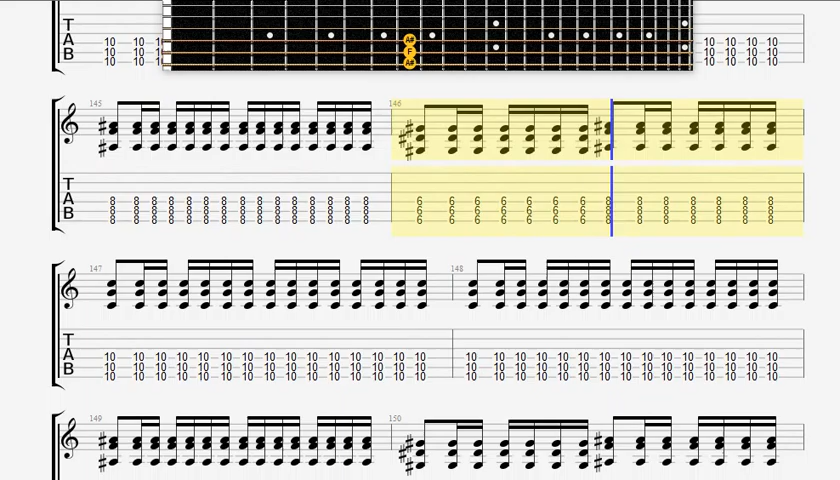 A#
T 10 10 1 10 10 10 10 10
A 10 10 1 F 10 10 10 10 10
B 10 10 1 A# 10 10 10 10 10
145 146
T
A 8 8 8 8 8 8 8 8 8 8 8 8 8 8 8 6 6 6 6 6 6 6 8 8 8 8 8 8 8
B 8 8 8 8 8 8 8 8 8 8 8 8 8 8 8 6 6 6 6 6 6 6 8 8 8 8 8 8 8
8 8 8 8 8 8 8 8 8 8 8 8 8 8 8 6 6 6 6 6 6 6 8 8 8 8 8 8 8
147 148
T
A 10 10 10 10 10 10 10 10 10 10 10 10 10 10 10 10 10 10 10 10 10 10 10 10 10 10 10 10 10 10
B 10 10 10 10 10 10 10 10 10 10 10 10 10 10 10 10 10 10 10 10 10 10 10 10 10 10 10 10 10 10
10 10 10 10 10 10 10 10 10 10 10 10 10 10 10 10 10 10 10 10 10 10 10 10 10 10 10 10 10 10
149 150